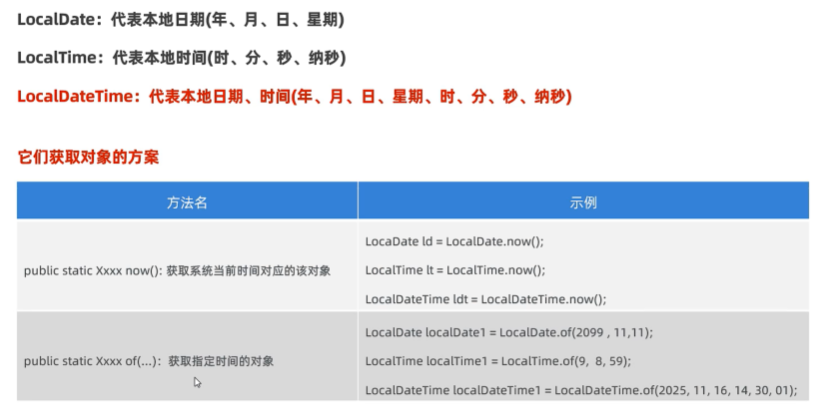 LocalDate：代表本地日期(年、月、日、星期)
LocalTime：代表本地时间(时、分、秒、纳秒)
LocalDateTime：代表本地日期、时间(年、月、日、星期、时、分、秒、纳秒)
它们获取对象的方案
方法名 示例
public static Xxxx now(): 获取系统当前时间对应的该对象
LocaDate ld = LocalDate.now();
LocalTime lt = LocalTime.now();
LocalDateTime ldt = LocalDateTime.now();
public static Xxxx of(...)：获取指定时间的对象
LocalDate localDate1 = LocalDate.of(2099 , 11,11);
LocalTime localTime1 = LocalTime.of(9, 8, 59);
LocalDateTime localDateTime1 = LocalDateTime.of(2025, 11, 16, 14, 30, 01);